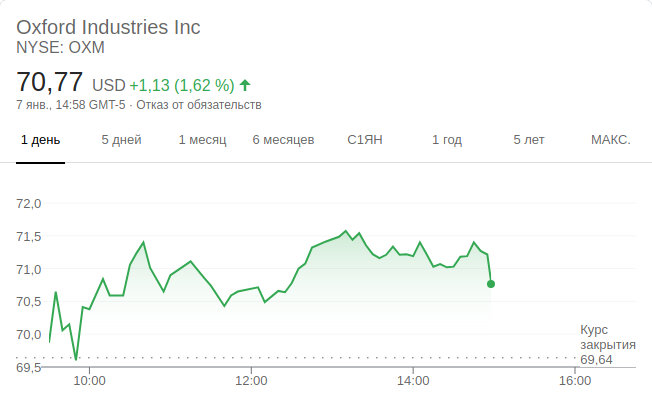 Oxford Industries Inc
NYSE: OXM
70,77 USD +1,13 (1,62 %)
7 янв., 14:58 GMT-5 · Отказ от обязательств
1 день 5 дней 1 месяц 6 месяцев С1ЯН 1 год 5 лет МАКС.
72,0
71,5
71,0
70,5
70,0
69,5
Курс
закрытия
69,64
10:00 12:00 14:00 16:00